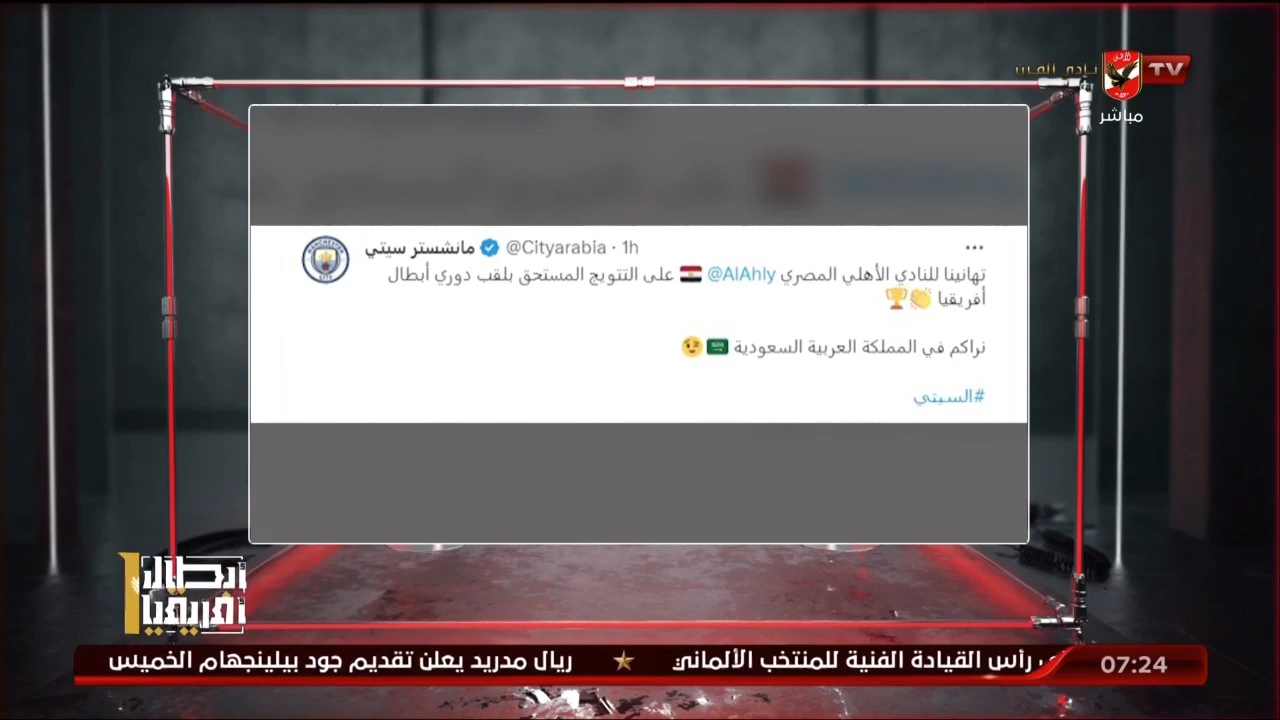 نادي القرن
TV
مباشر
مانشستر سيتي @Cityarabia · 1h
تهانينا للنادي الأهلي المصري @AlAhly على التتويج المستحق بلقب دوري أبطال
أفريقيا
نراكم في المملكة العربية السعودية
#السيتي
أبطال
أفريقيا
رأس القيادة الفنية للمنتخب الألماني ★ ريال مدريد يعلن تقديم جود بيلينجهام الخميس
07:24